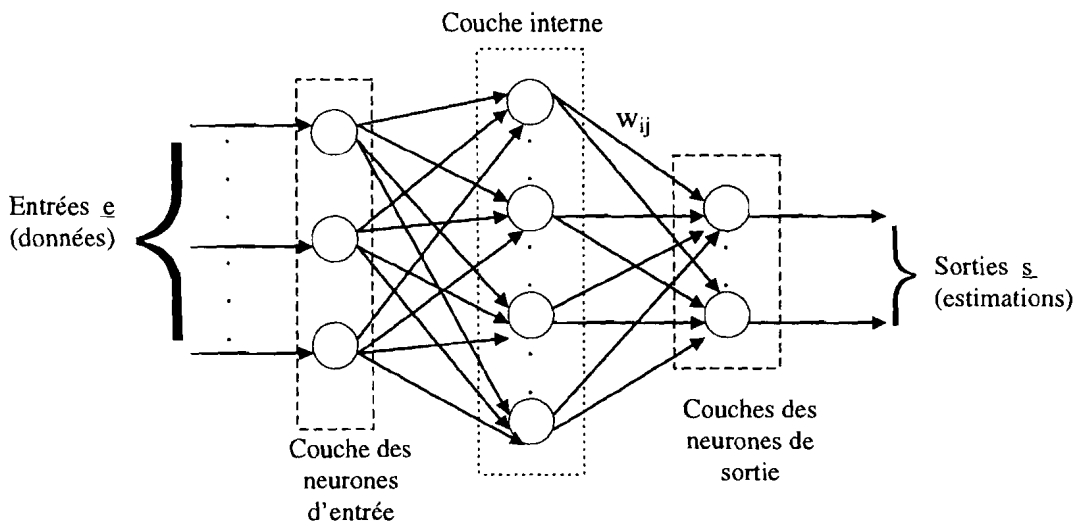 Couche interne
w_ij
Entrées e
(données)
Sorties s
(estimations)
Couche des
neurones
d'entrée
Couches des
neurones de
sortie